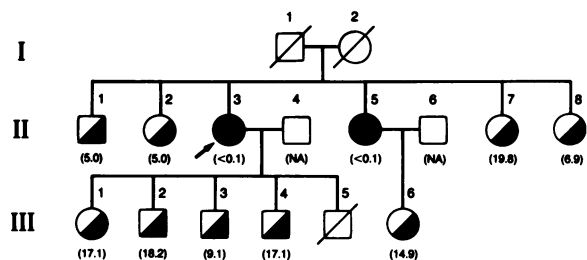 I
1 2
II
1 2 3 4 5 6 7 8
(5.0) (5.0) (<0.1) (NA) (<0.1) (NA) (19.8) (6.9)
III
1 2 3 4 5 6
(17.1) (18.2) (9.1) (17.1) (14.9)